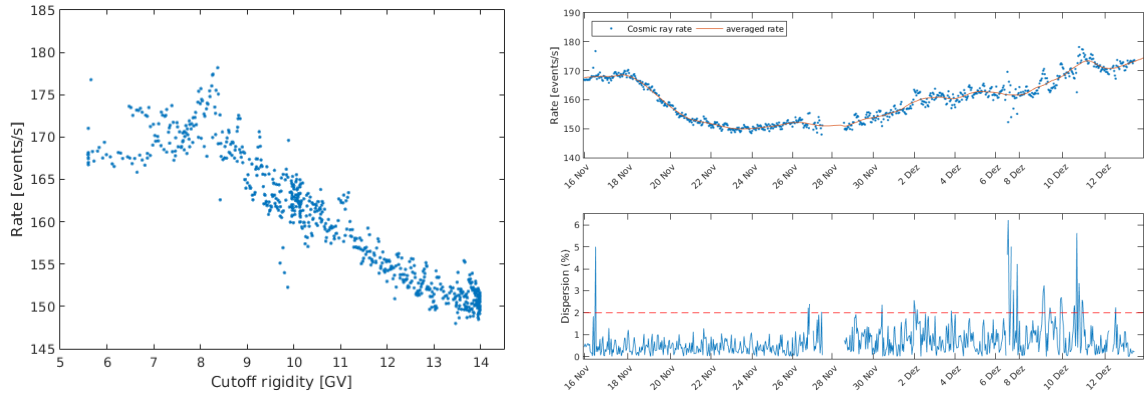 185
180
175
170
165
160
155
150
145
Rate [events/s]
5 6 7 8 9 10 11 12 13 14
Cutoff rigidity [GV]
Cosmic ray rate averaged rate
190
180
170
160
150
140
Rate [events/s]
16 Nov 18 Nov 20 Nov 22 Nov 24 Nov 26 Nov 28 Nov 30 Nov 2 Dez 4 Dez 6 Dez 8 Dez 10 Dez 12 Dez
6
5
4
3
2
1
0
Dispersion (%)
16 Nov 18 Nov 20 Nov 22 Nov 24 Nov 26 Nov 28 Nov 30 Nov 2 Dez 4 Dez 6 Dez 8 Dez 10 Dez 12 Dez